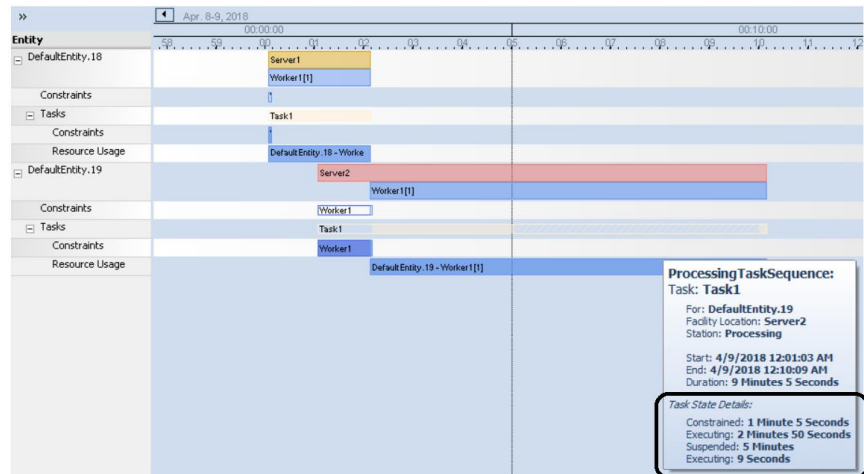 »
Apr. 8-9, 2018
00:00:00 00:10:00
Entity
58 59 00 01 02 03 04 05 06 07 08 09 10 11 12
DefaultEntity.18
Server1
Worker1[1]
Constraints
Tasks
Task1
Constraints
Resource Usage
DefaultEntity.18 - Worke
DefaultEntity.19
Server2
Worker1[1]
Constraints
Worker1
Tasks
Task1
Constraints
Worker1
Resource Usage
DefaultEntity.19 - Worker1[1]
ProcessingTaskSequence:
Task: Task1
For: DefaultEntity.19
Facility Location: Server2
Station: Processing
Start: 4/9/2018 12:01:03 AM
End: 4/9/2018 12:10:09 AM
Duration: 9 Minutes 5 Seconds
Task State Details:
Constrained: 1 Minute 5 Seconds
Executing: 2 Minutes 50 Seconds
Suspended: 5 Minutes
Executing: 9 Seconds